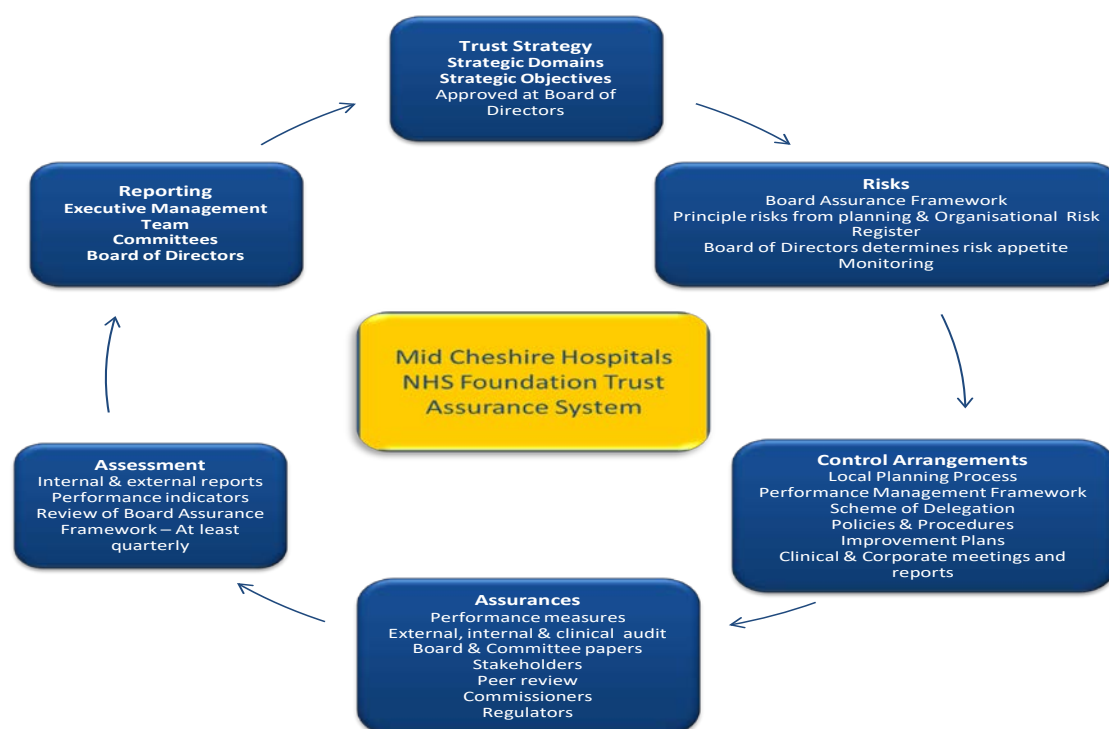 Trust Strategy
Strategic Domains
Strategic Objectives
Approved at Board of
Directors
Risks
Board Assurance Framework
Principle risks from planning & Organisational Risk
Register
Board of Directors determines risk appetite
Monitoring
Control Arrangements
Local Planning Process
Performance Management Framework
Scheme of Delegation
Policies & Procedures
Improvement Plans
Clinical & Corporate meetings and
reports
Assurances
Performance measures
External, internal & clinical audit
Board & Committee papers
Stakeholders
Peer review
Commissioners
Regulators
Assessment
Internal & external reports
Performance indicators
Review of Board Assurance
Framework – At least
quarterly
Reporting
Executive Management
Team
Committees
Board of Directors
Mid Cheshire Hospitals
NHS Foundation Trust
Assurance System